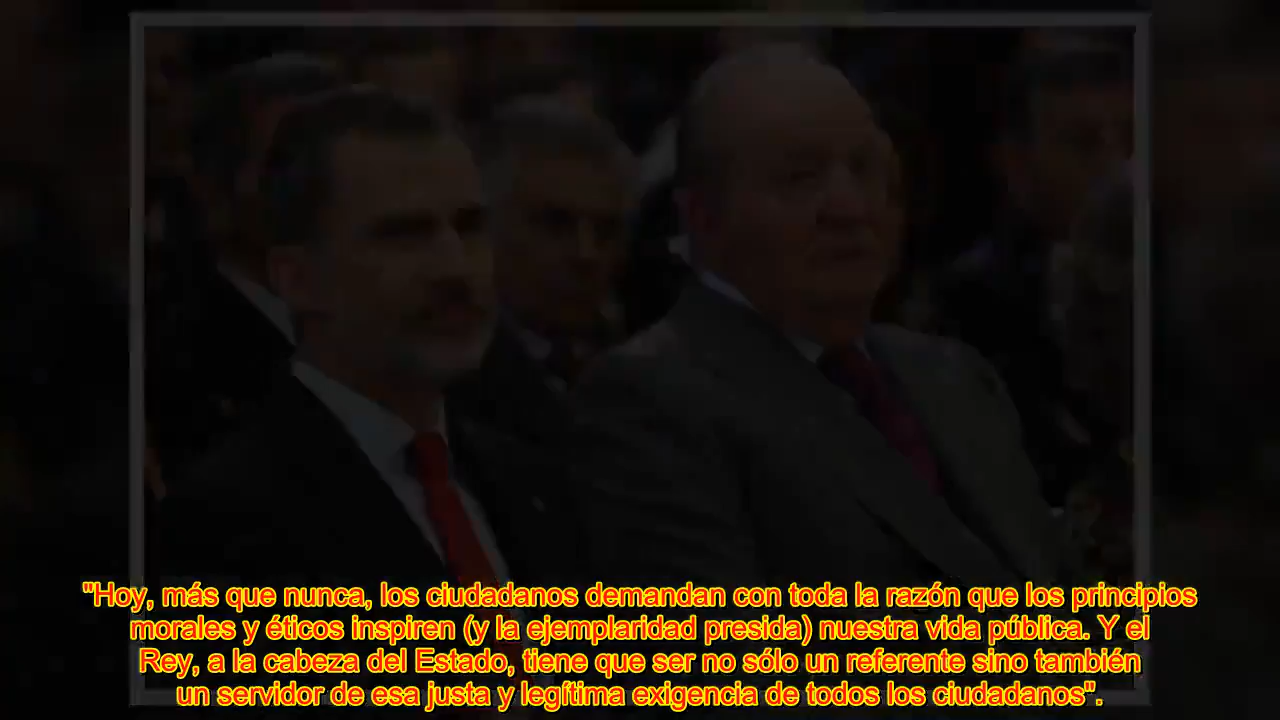 "Hoy, más que nunca, los ciudadanos demandan con toda la razón que los principios
morales y éticos inspiren (y la ejemplaridad presida) nuestra vida pública. Y el
Rey, a la cabeza del Estado, tiene que ser no sólo un referente sino también
un servidor de esa justa y legítima exigencia de todos los ciudadanos".